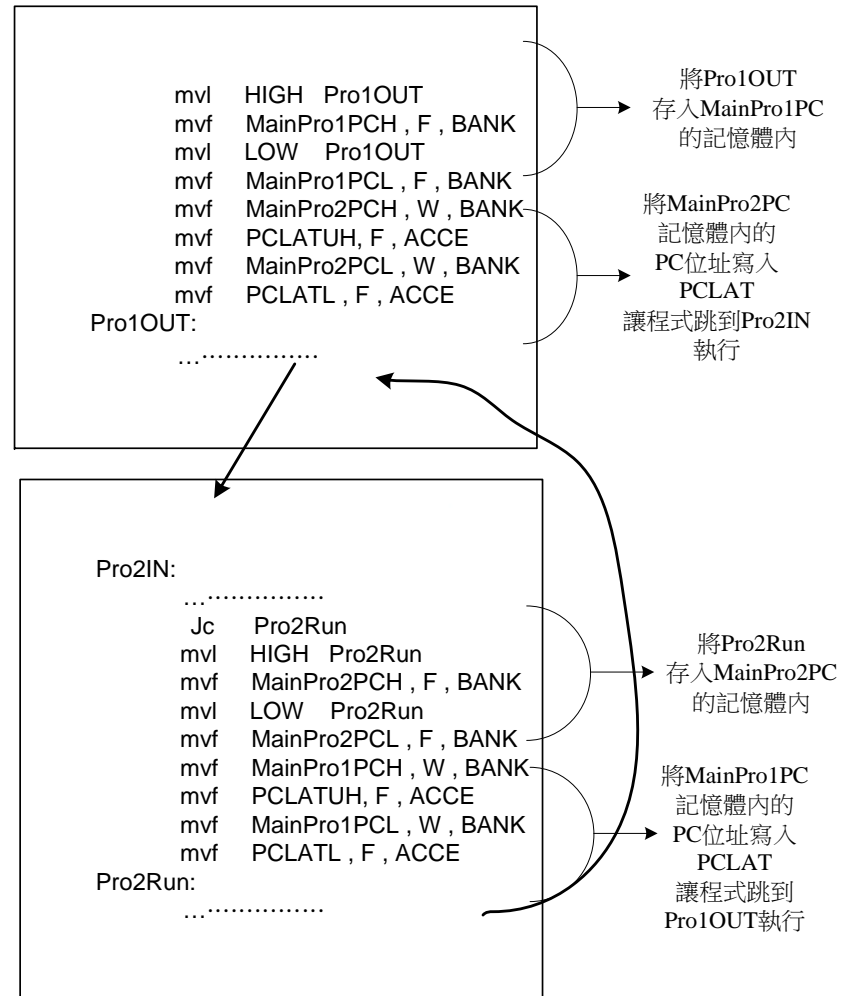 mvl HIGH Pro1OUT
mvf MainPro1PCH , F , BANK
mvl LOW Pro1OUT
mvf MainPro1PCL , F , BANK
mvf MainPro2PCH , W , BANK
mvf PCLATUH, F , ACCE
mvf MainPro2PCL , W , BANK
mvf PCLATL , F , ACCE
Pro1OUT:
...……………
將Pro1OUT
存入MainPro1PC
的記憶體內
將MainPro2PC
記憶體內的
PC位址寫入
PCLAT
讓程式跳到Pro2IN
執行
Pro2IN:
...……………
Jc Pro2Run
mvl HIGH Pro2Run
mvf MainPro2PCH , F , BANK
mvl LOW Pro2Run
mvf MainPro2PCL , F , BANK
mvf MainPro1PCH , W , BANK
mvf PCLATUH, F , ACCE
mvf MainPro1PCL , W , BANK
mvf PCLATL , F , ACCE
Pro2Run:
...……………
將Pro2Run
存入MainPro2PC
的記憶體內
將MainPro1PC
記憶體內的
PC位址寫入
PCLAT
讓程式跳到
Pro1OUT執行